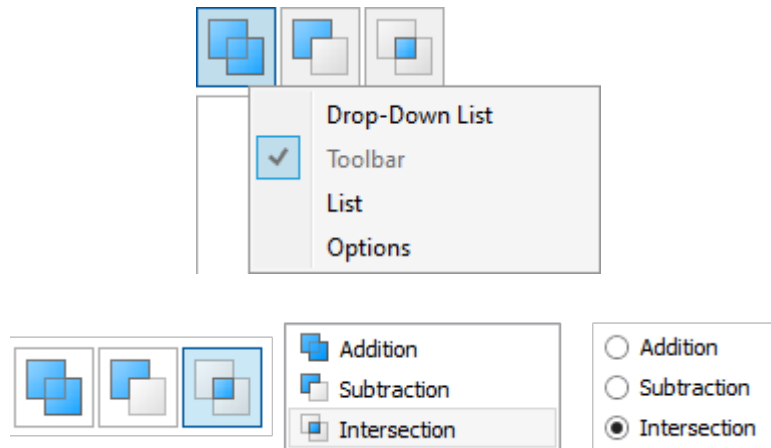 Drop-Down List
Toolbar
List
Options
Addition
Subtraction
Intersection
Addition
Subtraction
Intersection